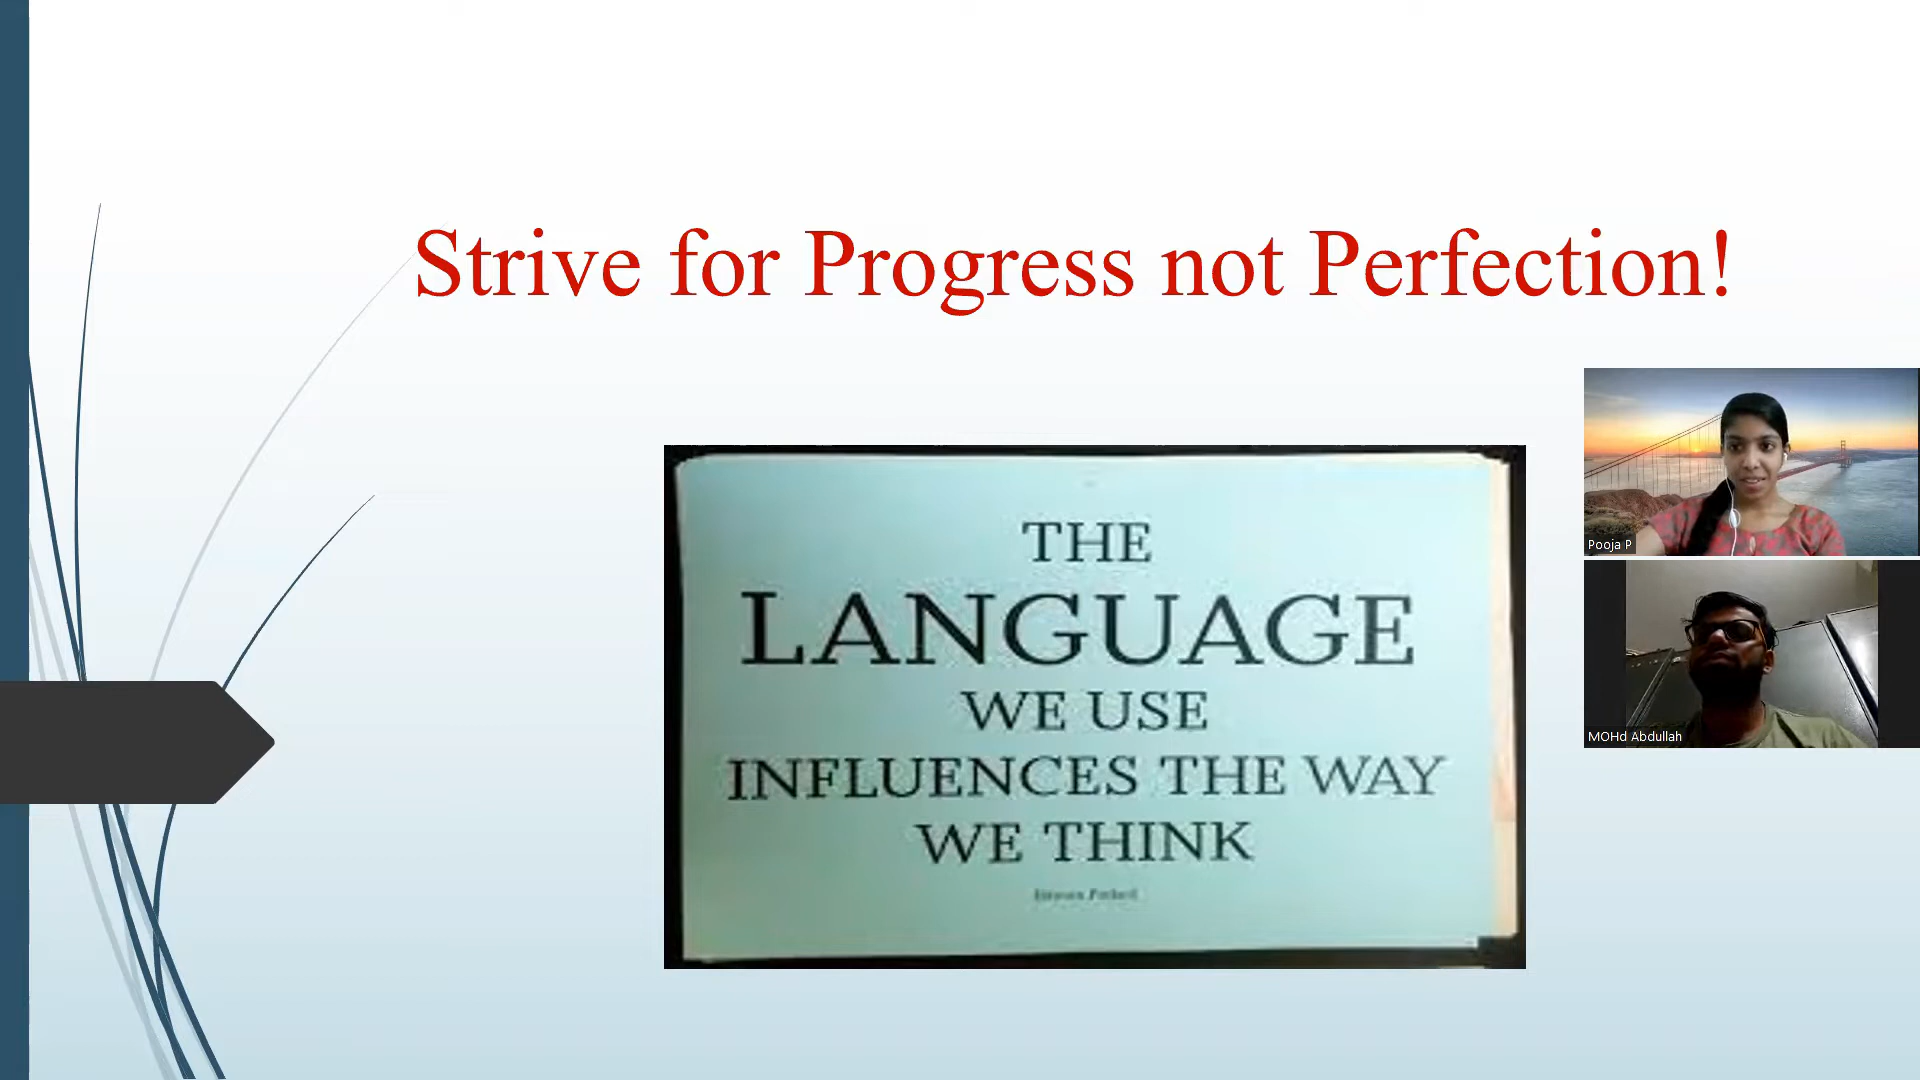 Strive for Progress not Perfection!
THE
LANGUAGE
WE USE
INFLUENCES THE WAY
WE THINK
Pooja P
MOHd Abdullah